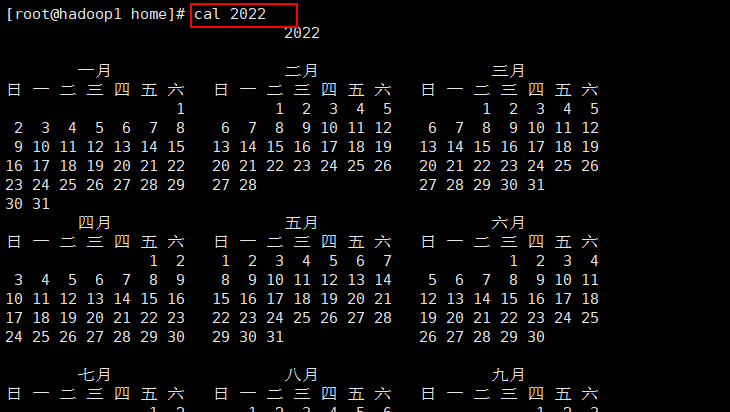 [root@hadoop1 home]# cal 2022
                               2022

        一月                   二月                   三月
日 一 二 三 四 五 六   日 一 二 三 四 五 六   日 一 二 三 四 五 六
                   1          1  2  3  4  5          1  2  3  4  5
 2  3  4  5  6  7  8    6  7  8  9 10 11 12    6  7  8  9 10 11 12
 9 10 11 12 13 14 15   13 14 15 16 17 18 19   13 14 15 16 17 18 19
16 17 18 19 20 21 22   20 21 22 23 24 25 26   20 21 22 23 24 25 26
23 24 25 26 27 28 29   27 28                  27 28 29 30 31
30 31
        四月                   五月                   六月
日 一 二 三 四 五 六   日 一 二 三 四 五 六   日 一 二 三 四 五 六
                1  2    1  2  3  4  5  6  7             1  2  3  4
 3  4  5  6  7  8  9    8  9 10 11 12 13 14    5  6  7  8  9 10 11
10 11 12 13 14 15 16   15 16 17 18 19 20 21   12 13 14 15 16 17 18
17 18 19 20 21 22 23   22 23 24 25 26 27 28   19 20 21 22 23 24 25
24 25 26 27 28 29 30   29 30 31               26 27 28 29 30

        七月                   八月                   九月
日 一 二 三 四 五 六   日 一 二 三 四 五 六   日 一 二 三 四 五 六
                1  2       1  2  3  4  5  6                1  2  3